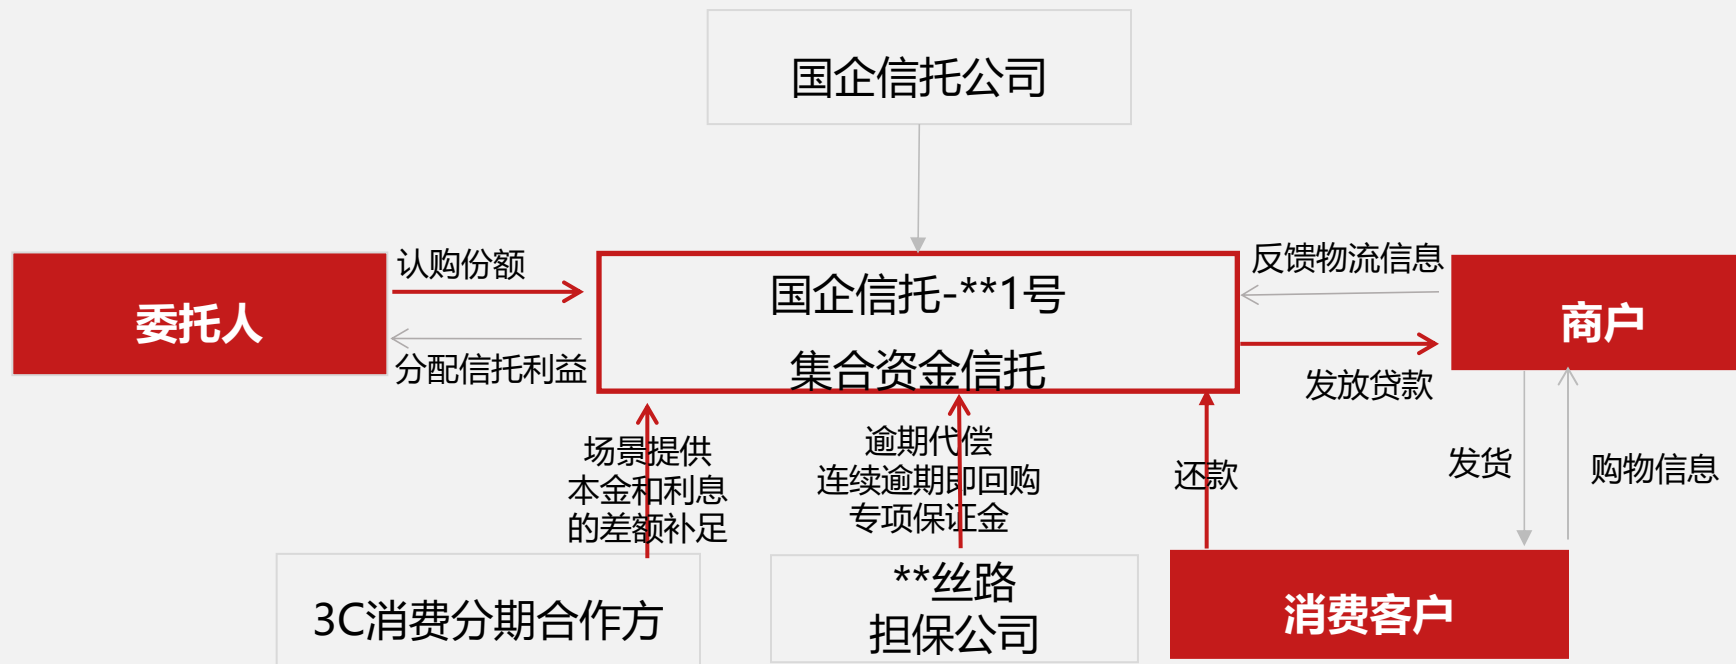 国企信托公司
认购份额
反馈物流信息
委托人
国企信托-**1号
集合资金信托
商户
分配信托利益
发放贷款
场景提供
本金和利息
的差额补足
逾期代偿
连续逾期即回购
专项保证金
还款
发货
购物信息
3C消费分期合作方
**丝路
担保公司
消费客户